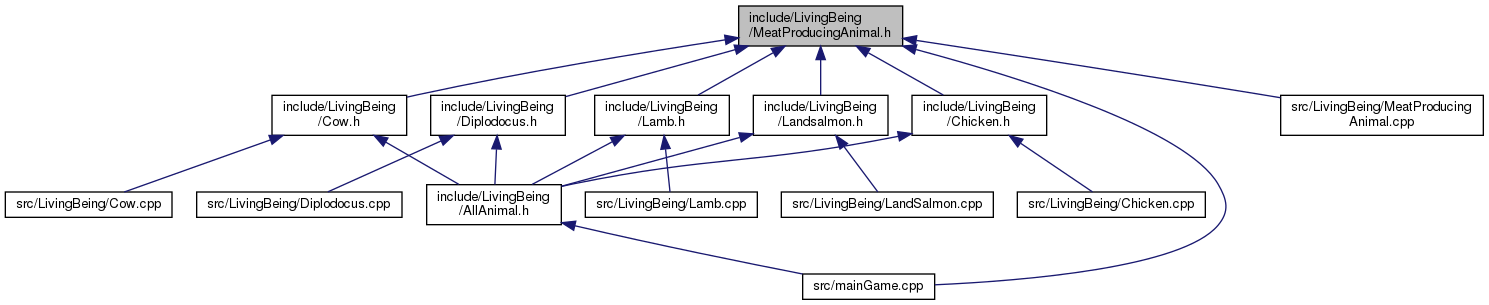 include/LivingBeing
/MeatProducingAnimal.h
include/LivingBeing
/Cow.h
include/LivingBeing
/Diplodocus.h
include/LivingBeing
/Lamb.h
include/LivingBeing
/Landsalmon.h
include/LivingBeing
/Chicken.h
src/LivingBeing/MeatProducing
Animal.cpp
src/LivingBeing/Cow.cpp
src/LivingBeing/Diplodocus.cpp
include/LivingBeing
/AllAnimal.h
src/LivingBeing/Lamb.cpp
src/LivingBeing/LandSalmon.cpp
src/LivingBeing/Chicken.cpp
src/mainGame.cpp